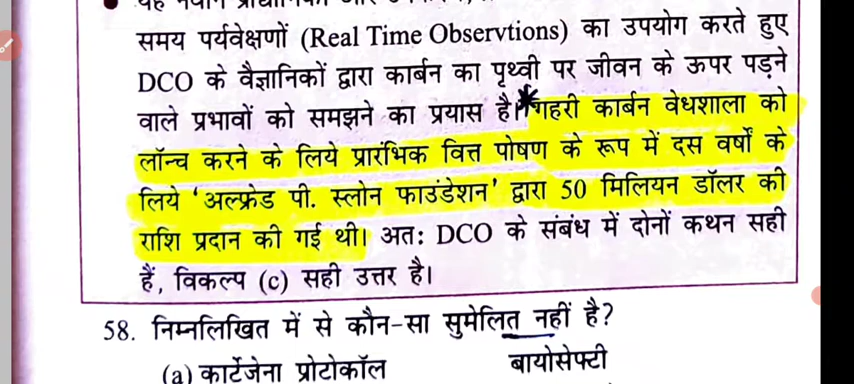 समय पर्यवेक्षणों (Real Time Observtions) का उपयोग करते हुए
DCO के वैज्ञानिकों द्वारा कार्बन का पृथ्वी पर जीवन के ऊपर पड़ने
वाले प्रभावों को समझने का प्रयास है। गहरी कार्बन वेधशाला को
लॉन्च करने के लिये प्रारंभिक वित्त पोषण के रूप में दस वर्षों के
लिये ‘अल्फ्रेड पी. स्लोन फाउंडेशन’ द्वारा 50 मिलियन डॉलर की
राशि प्रदान की गई थी। अतः DCO के संबंध में दोनों कथन सही
हैं, विकल्प (c) सही उत्तर है।
58. निम्नलिखित में से कौन-सा सुमेलित नहीं है?
(a) कार्टेजेना प्रोटोकॉल बायोसेफ्टी